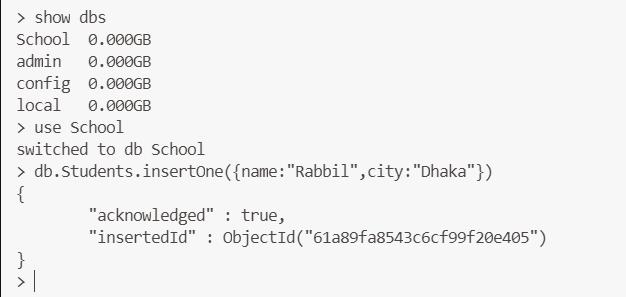 > show dbs
School  0.000GB
admin   0.000GB
config  0.000GB
local   0.000GB
> use School
switched to db School
> db.Students.insertOne({name:"Rabbil",city:"Dhaka"})
{
        "acknowledged" : true,
        "insertedId" : ObjectId("61a89fa8543c6cf99f20e405")
}
>